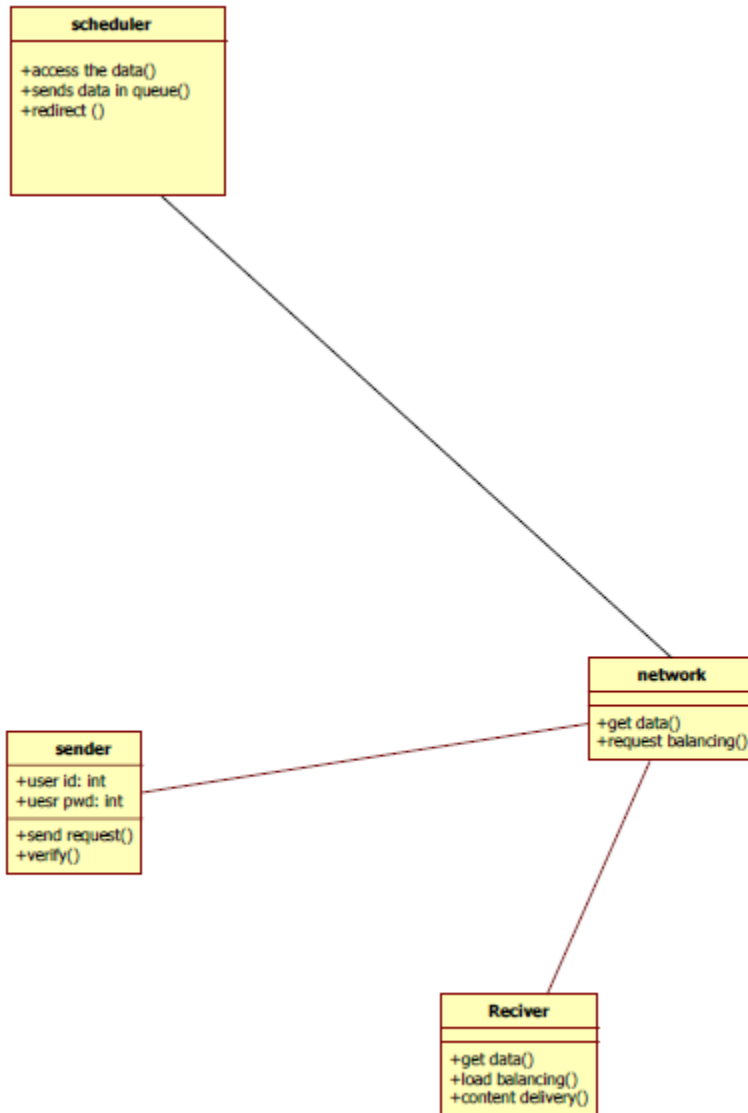 scheduler
+access the data()
+sends data in queue()
+redirect ()
network
+get data()
+request balancing()
sender
+user id: int
+uesr pwd: int
+send request()
+verify()
Reciver
+get data()
+load balancing()
+content delivery()